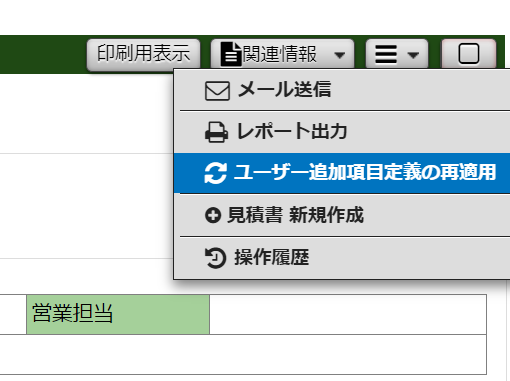 印刷用表示 関連情報
メール送信
レポート出力
ユーザー追加項目定義の再適用
見積書 新規作成
操作履歴
営業担当